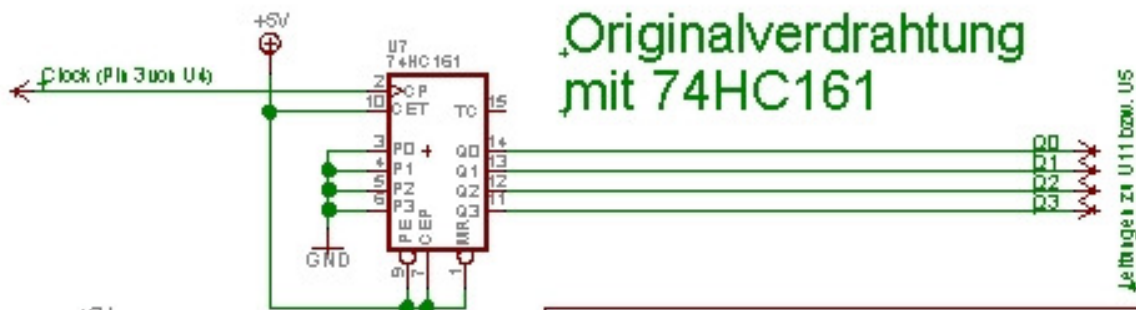 +5V
Originalverdrahtung
mit 74HC161
U7
74HC161
Clock (Pin 3 von U4)
2
CP
10
CET
TC
15
3
P0
Q0
14
Q0
4
P1
Q1
13
Q1
5
P2
Q2
12
Q2
6
P3
Q3
11
Q3
PE
CEP
MR
GND
9
7
1
Leitungen zu U11 bzw. U5